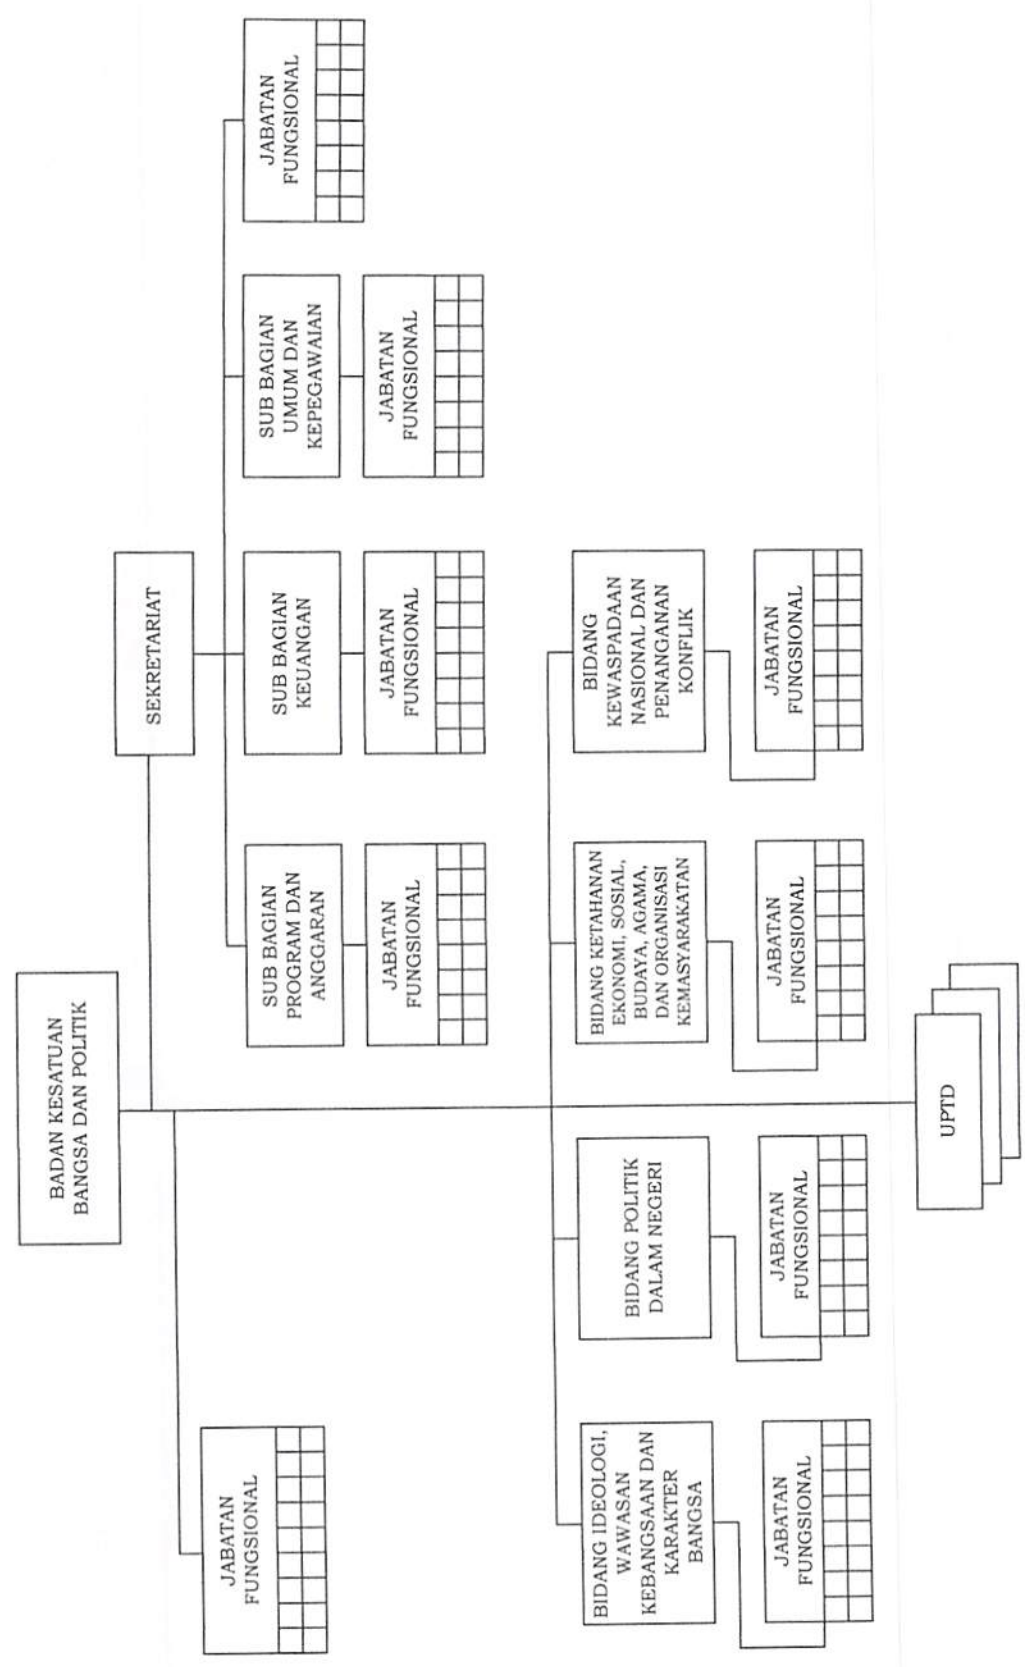 BADAN KESATUAN
BANGSA DAN POLITIK
SEKRETARIAT
JABATAN
FUNGSIONAL
SUB BAGIAN
PROGRAM DAN
ANGGARAN
SUB BAGIAN
KEUANGAN
SUB BAGIAN
UMUM DAN
KEPEGAWAIAN
JABATAN
FUNGSIONAL
JABATAN
FUNGSIONAL
JABATAN
FUNGSIONAL
JABATAN
FUNGSIONAL
BIDANG IDEOLOGI,
WAWASAN
KEBANGSAAN DAN
KARAKTER
BANGSA
BIDANG POLITIK
DALAM NEGERI
BIDANG KETAHANAN
EKONOMI, SOSIAL,
BUDAYA, AGAMA,
DAN ORGANISASI
KEMASYARAKATAN
BIDANG
KEWASPADAAN
NASIONAL DAN
PENANGANAN
KONFLIK
JABATAN
FUNGSIONAL
JABATAN
FUNGSIONAL
JABATAN
FUNGSIONAL
JABATAN
FUNGSIONAL
UPTD